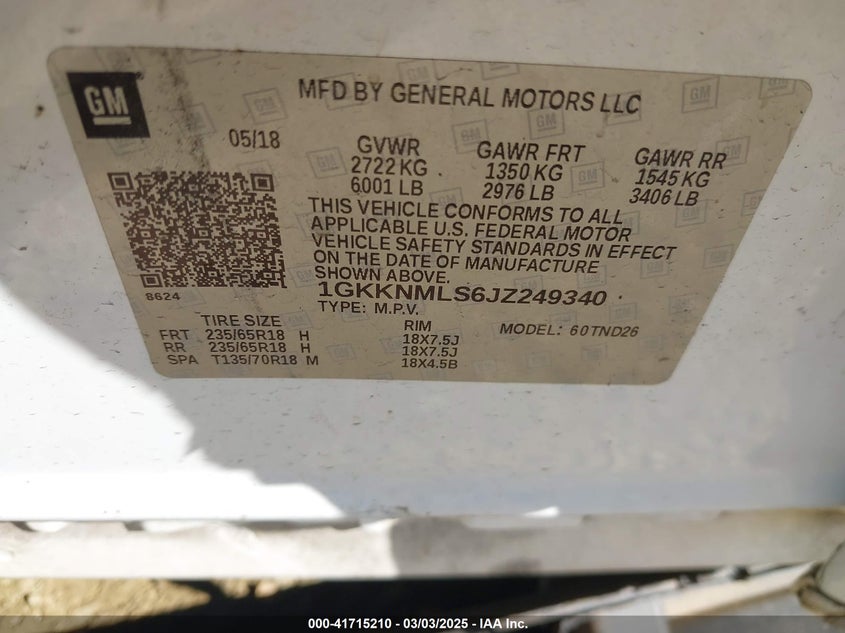 GM
MFD BY GENERAL MOTORS LLC
05/18
GVWR GAWR FRT GAWR RR
2722 KG 1350 KG 1545 KG
6001 LB 2976 LB 3406 LB
THIS VEHICLE CONFORMS TO ALL
APPLICABLE U.S. FEDERAL MOTOR
VEHICLE SAFETY STANDARDS IN EFFECT
ON THE DATE OF MANUFACTURE
SHOWN ABOVE.
8624
1GKKNMLS6JZ249340
TYPE: M.P.V.
TIRE SIZE RIM MODEL: 60TND26
FRT 235/65R18 H 18X7.5J
RR 235/65R18 H 18X7.5J
SPA T135/70R18 M 18X4.5B
000-41715210 - 03/03/2025 - IAA Inc.